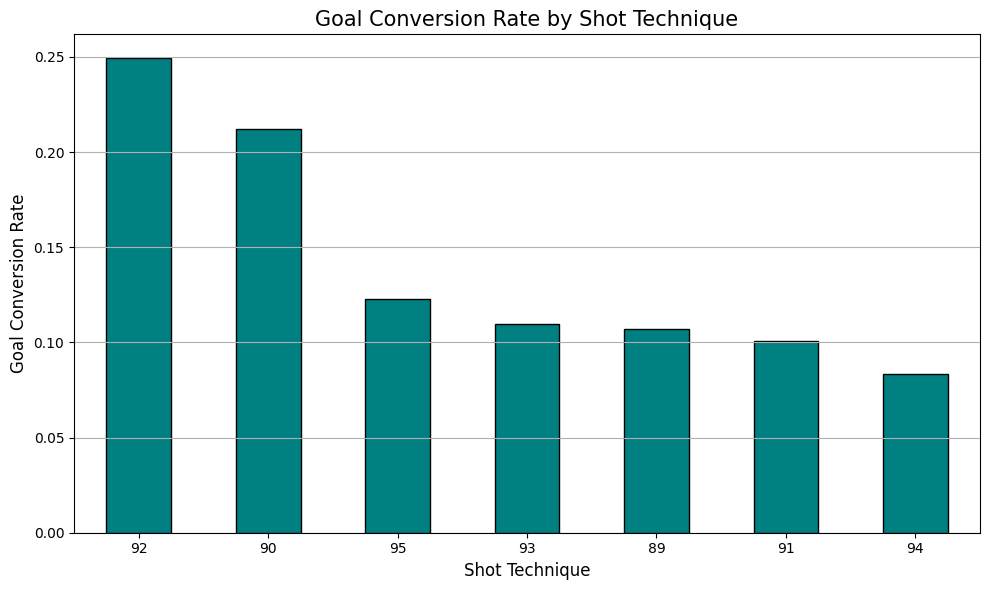 Goal Conversion Rate by Shot Technique
Goal Conversion Rate
0.25
0.20
0.15
0.10
0.05
0.00
92 90 95 93 89 91 94
Shot Technique